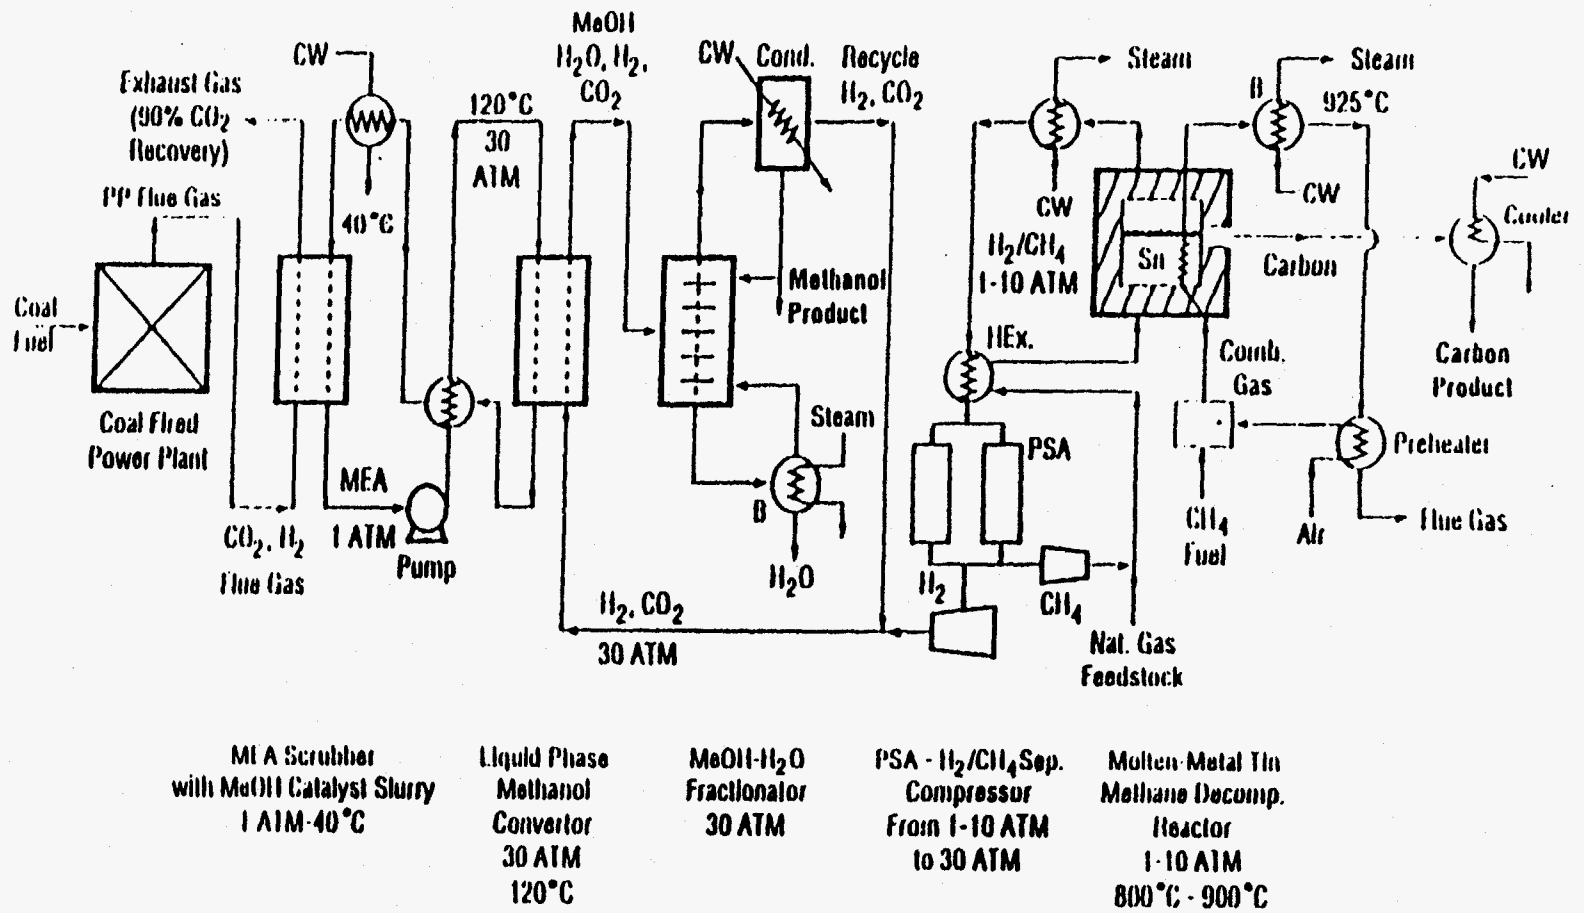 MeOH
H₂O, H₂,
CO₂
CW
Exhaust Gas
(90% CO₂
Recovery)
120°C
30
ATM
CW
Cond.
Recycle
H₂, CO₂
Steam
B
Steam
925°C
PP Flue Gas
40°C
CW
CW
CW
Cooler
H₂/CH₄
1-10 ATM
Sn
Carbon
Coal
Fuel
Methanol
Product
HEx.
Comb.
Gas
Carbon
Product
Coal Fired
Power Plant
Steam
PSA
Preheater
MEA
1 ATM
Pump
B
CO₂, H₂
Flue Gas
H₂O
H₂
CH₄
CH₄
Fuel
Air
Flue Gas
H₂, CO₂
30 ATM
Nat. Gas
Feedstock
MEA Scrubber
with MeOH Catalyst Slurry
1 ATM-40°C
Liquid Phase
Methanol
Convertor
30 ATM
120°C
MeOH-H₂O
Fractionator
30 ATM
PSA - H₂/CH₄ Sep.
Compressor
From 1-10 ATM
to 30 ATM
Molten-Metal Tin
Methane Decomp.
Reactor
1-10 ATM
800°C - 900°C